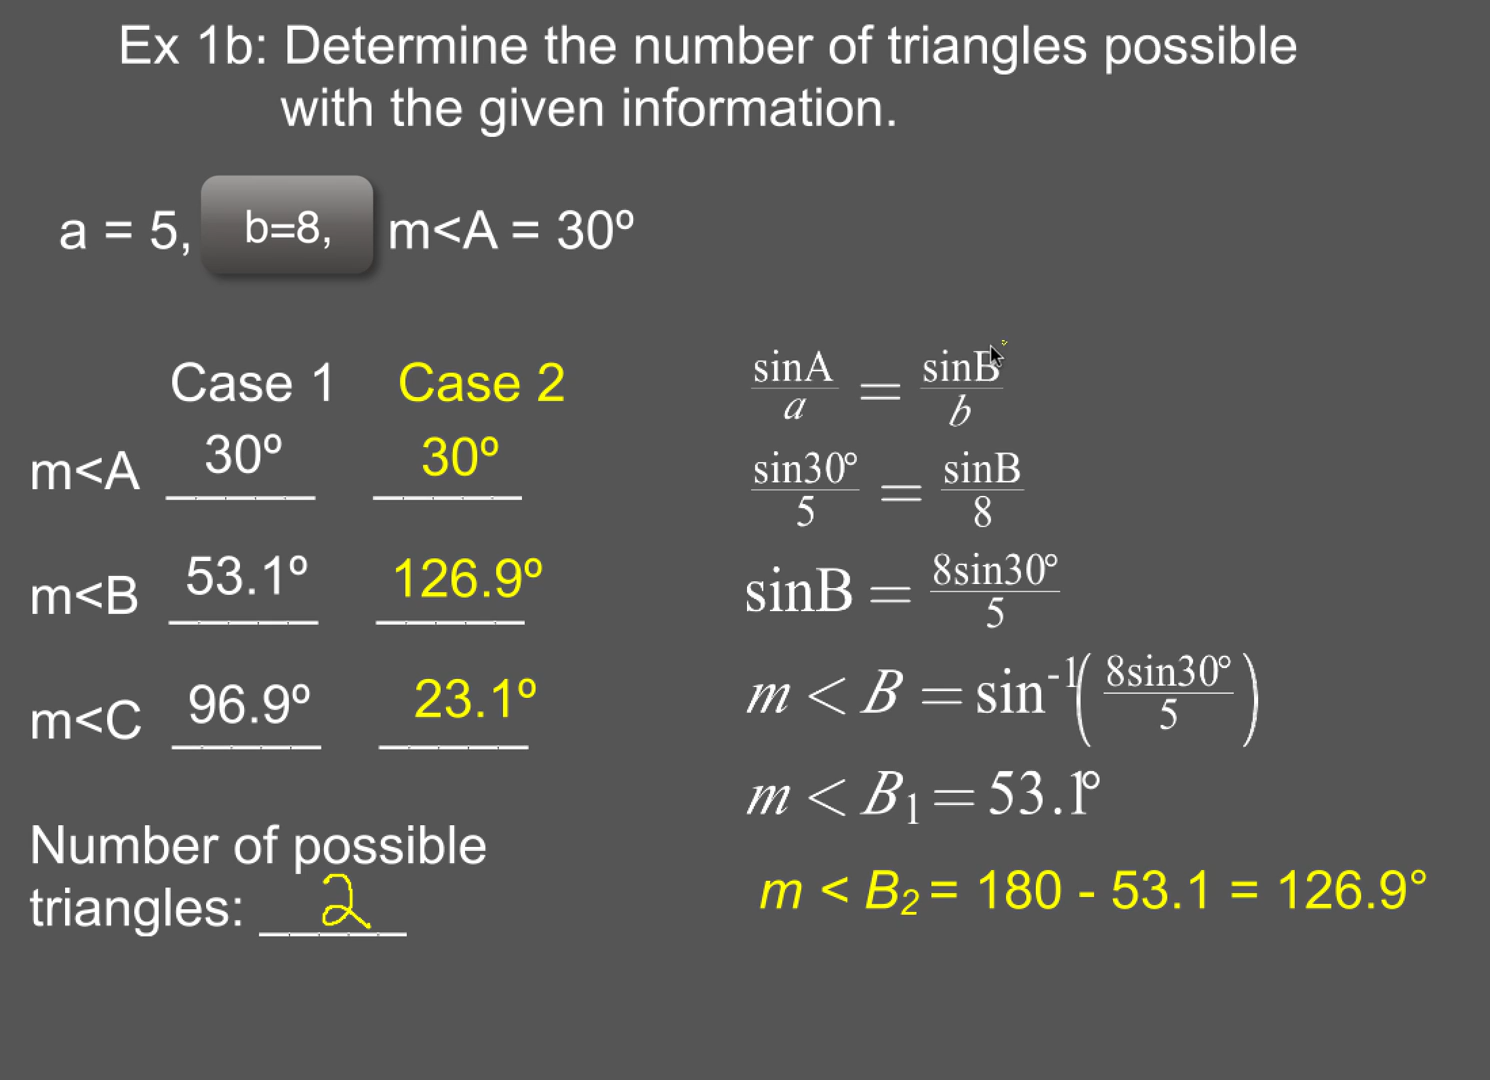 Ex 1b: Determine the number of triangles possible
with the given information.
a = 5, b=8, m<A = 30º
Case 1 Case 2
m<A 30º 30º
m<B 53.1º 126.9º
m<C 96.9º 23.1º
Number of possible
triangles: 2
sinA/a = sinB/b
sin30°/5 = sinB/8
sinB = 8sin30°/5
m < B = sin⁻¹(8sin30°/5)
m < B₁ = 53.1°
m < B₂ = 180 - 53.1 = 126.9°